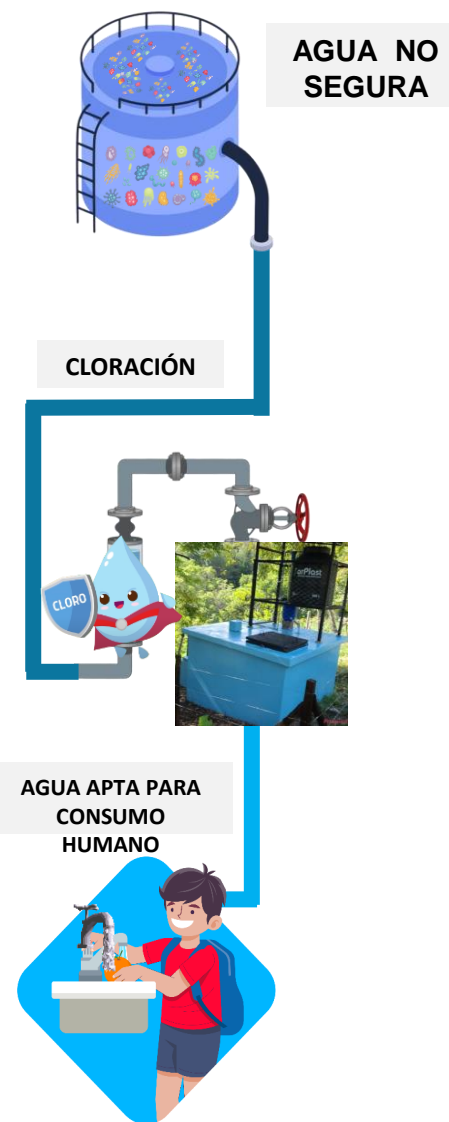 AGUA NO
SEGURA
CLORACIÓN
CLORO
AGUA APTA PARA
CONSUMO
HUMANO